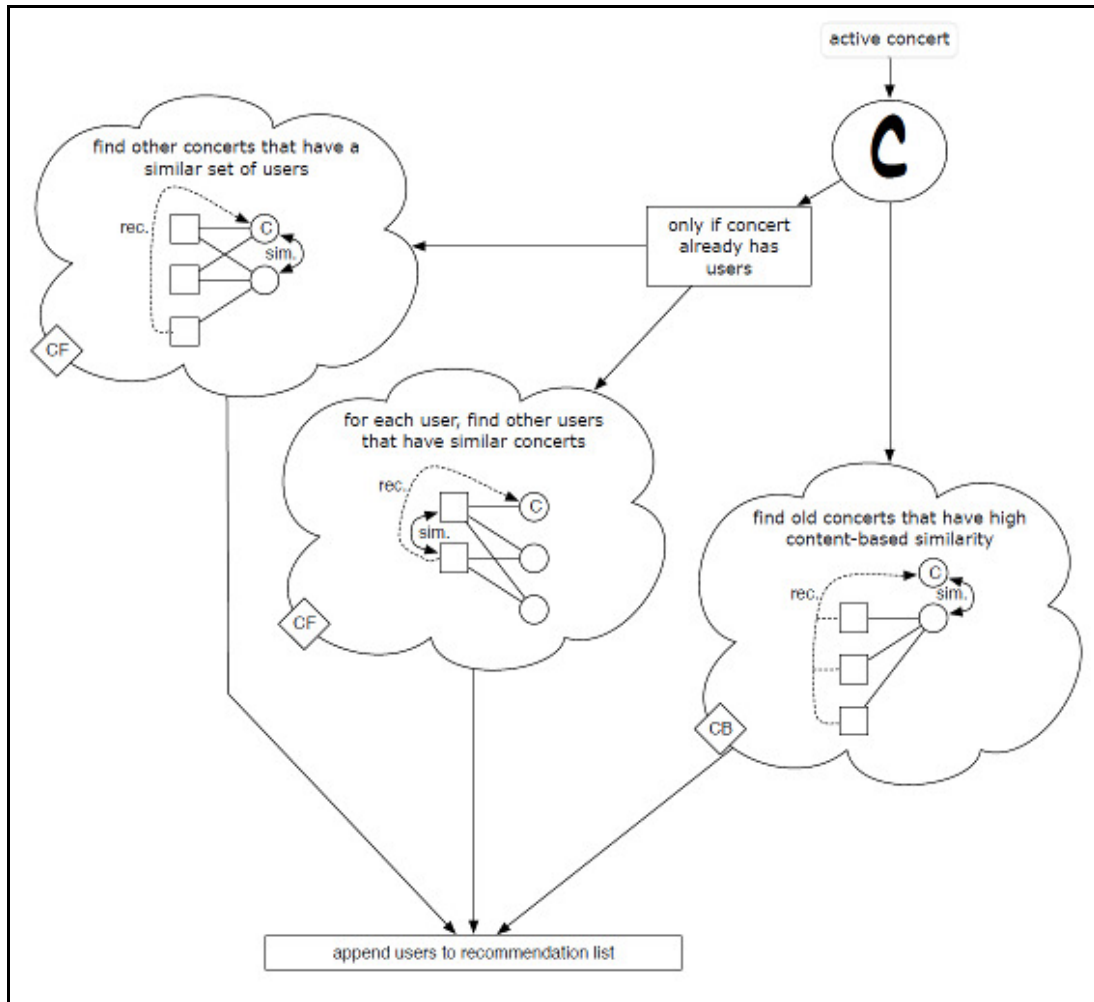 active concert
C
find other concerts that have a
similar set of users
rec.
C
sim.
CF
only if concert
already has
users
for each user, find other users
that have similar concerts
rec.
C
sim.
CF
find old concerts that have high
content-based similarity
C
rec.
sim.
CB
append users to recommendation list